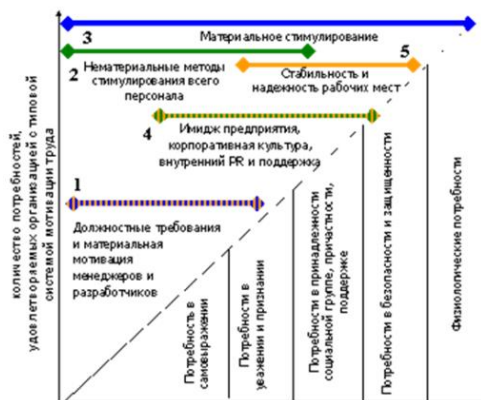 3
Материальное стимулирование
2
Нематериальные методы
стимулирования всего
персонала
5
Стабильность и
надежность рабочих мест
4
Имидж предприятия,
корпоративная культура,
внутренний PR и поддержка
1
Должностные требования
и материальная
мотивация
менеджеров и
разработчиков
количество потребностей,
удовлетворяемых организацией с типовой
системой мотивации труда
Потребность в
самовыражении
Потребности в
уважении и признании
Потребности в принадлежности
социальной группе, причастности,
поддержке
Потребности в безопасности и защищенности
Физиологические потребности